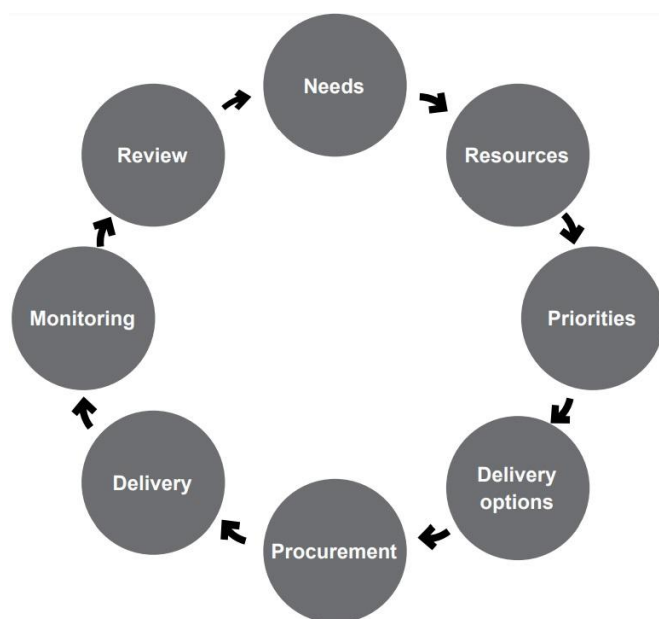 Needs
Resources
Priorities
Delivery
options
Procurement
Delivery
Monitoring
Review